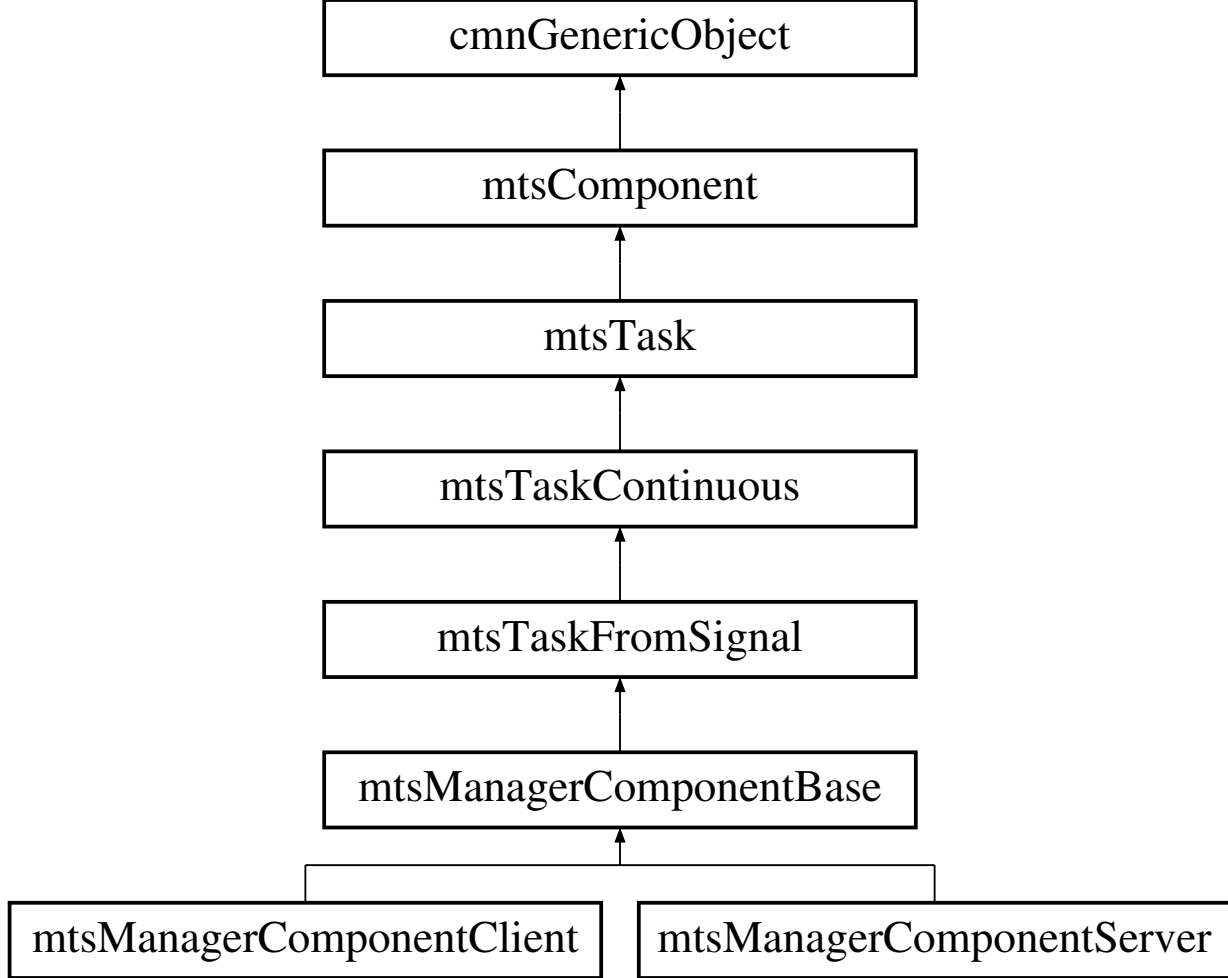 cmnGenericObject
mtsComponent
mtsTask
mtsTaskContinuous
mtsTaskFromSignal
mtsManagerComponentBase
mtsManagerComponentClient
mtsManagerComponentServer